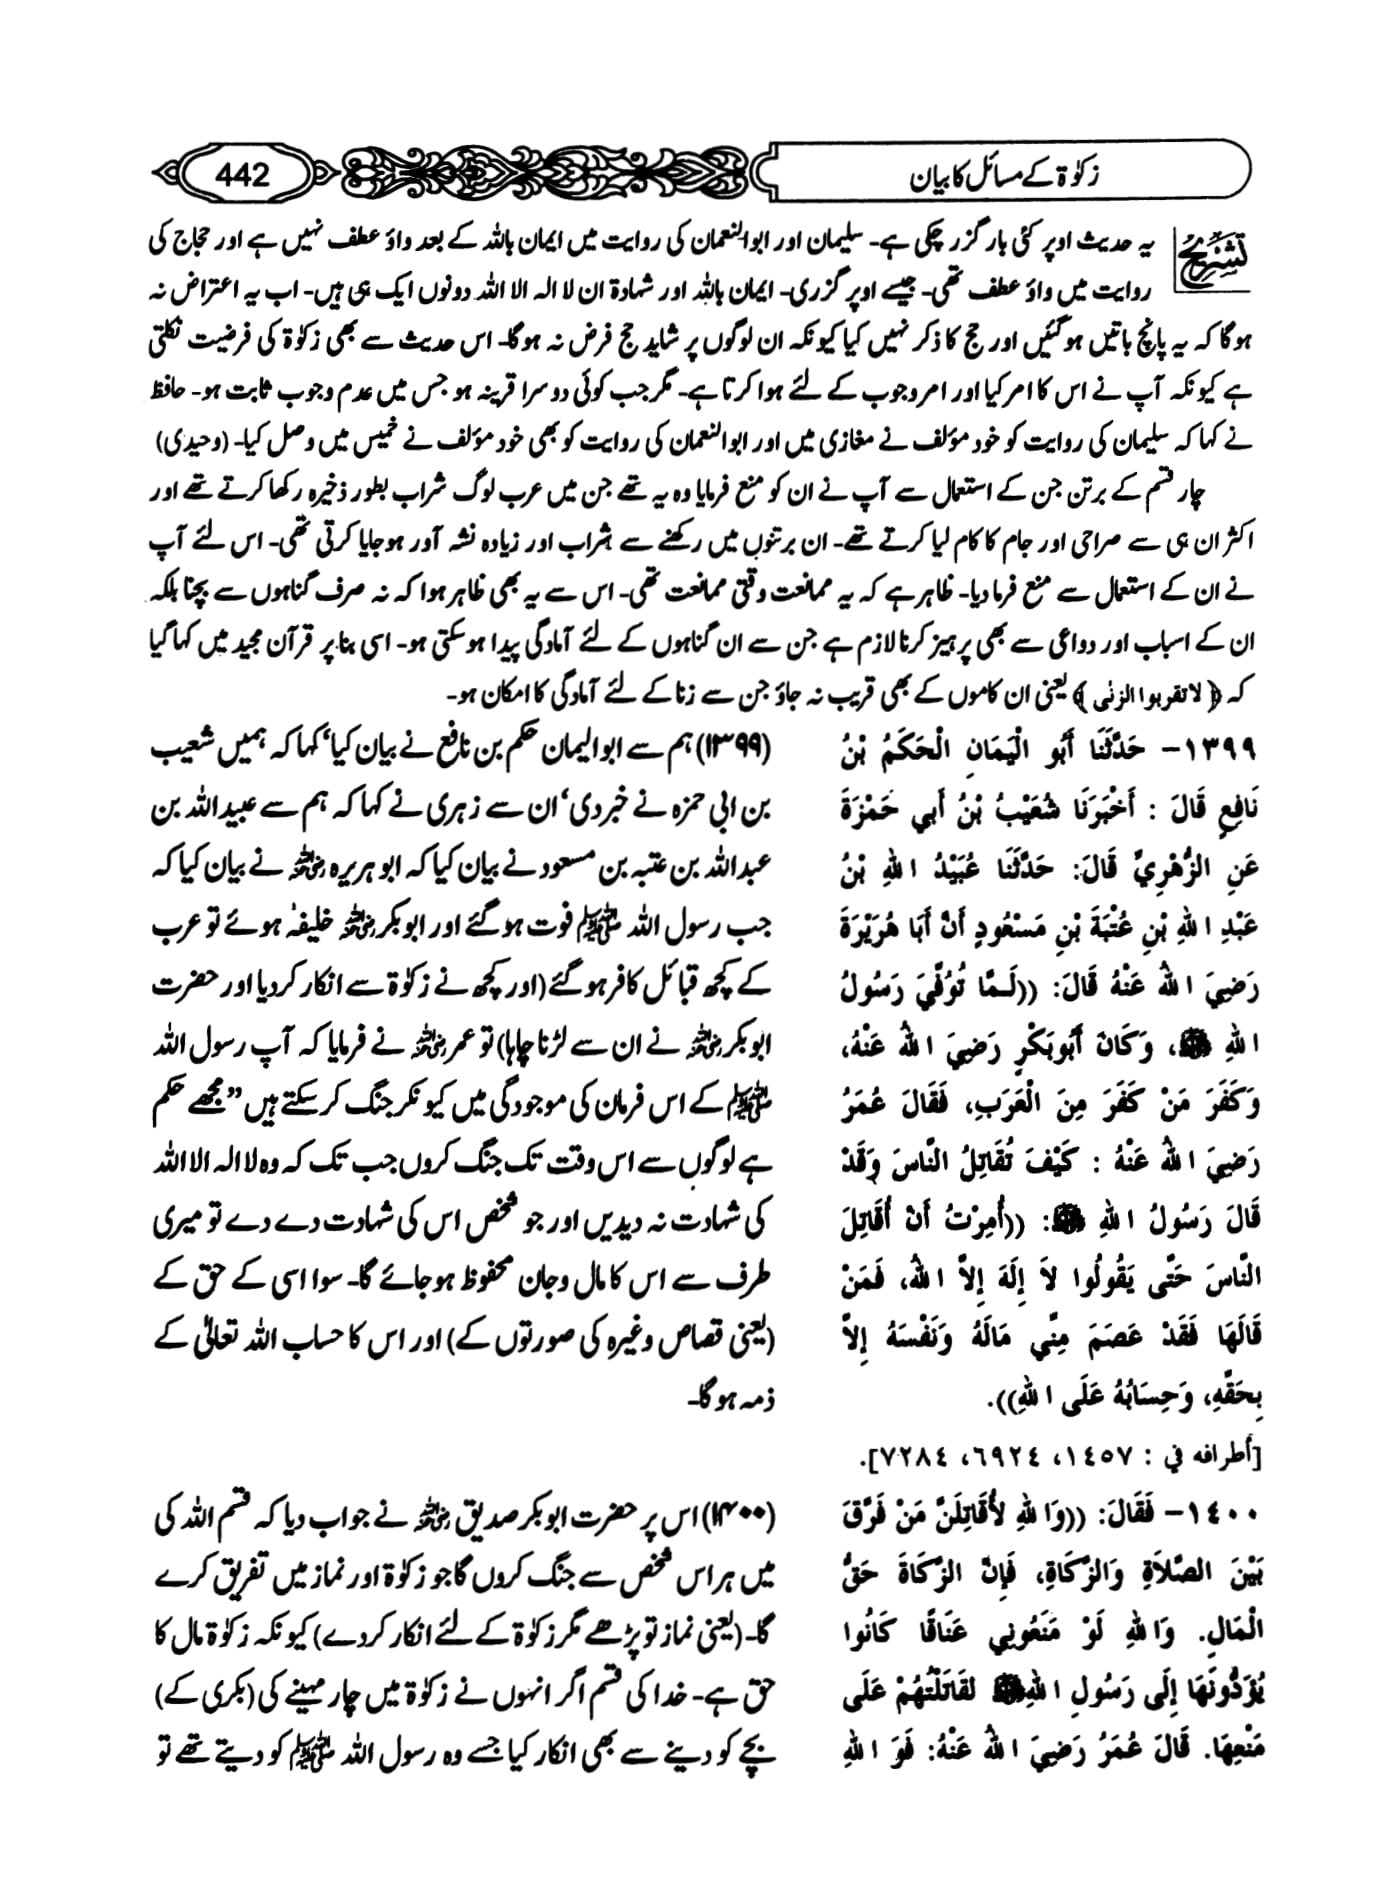 زکوٰۃ کے مسائل کا بیان
442
تشریح
یہ حدیث اوپر کئی بار گزر چکی ہے۔ سلیمان اور ابوالنعمان کی روایت میں ایمان باللہ کے بعد واؤ عطف نہیں ہے اور حجاج کی
روایت میں واؤ عطف تھی۔ جیسے اوپر گزری۔ ایمان باللہ اور شہادۃ ان لا الہ الا اللہ دونوں ایک ہی ہیں۔ اب یہ اعتراض نہ
ہوگا کہ یہ پانچ باتیں ہوگئیں اور حج کا ذکر نہیں کیا کیونکہ ان لوگوں پر شاید حج فرض نہ ہوگا۔ اس حدیث سے بھی زکوٰۃ کی فرضیت نکلتی
ہے کیونکہ آپ نے اس کا امر کیا اور امر وجوب کے لئے ہوا کرتا ہے۔ مگر جب کوئی دوسرا قرینہ ہو جس میں عدم وجوب ثابت ہو۔ حافظ
نے کہا کہ سلیمان کی روایت کو خود مؤلف نے مغازی میں اور ابوالنعمان کی روایت کو بھی خود مؤلف نے خمیس میں وصل کیا۔ (وحیدی)
چار قسم کے برتن جن کے استعمال سے آپ نے ان کو منع فرمایا وہ یہ تھے جن میں عرب لوگ شراب بطور ذخیرہ رکھا کرتے تھے اور
اکثر ان ہی سے صراحی اور جام کا کام لیا کرتے تھے۔ ان برتنوں میں رکھنے سے شراب اور زیادہ نشہ آور ہوجایا کرتی تھی۔ اس لئے آپ
نے ان کے استعمال سے منع فرمادیا۔ ظاہر ہے کہ یہ ممانعت وقتی ممانعت تھی۔ اس سے یہ بھی ظاہر ہوا کہ نہ صرف گناہوں سے بچنا بلکہ
ان کے اسباب اور دواعی سے بھی پرہیز کرنا لازم ہے جن سے ان گناہوں کے لئے آمادگی پیدا ہوسکتی ہو۔ اسی بنا پر قرآن مجید میں کہا گیا
کہ ﴿لا تقربوا الزنٰی﴾ یعنی ان کاموں کے بھی قریب نہ جاؤ جن سے زنا کے لئے آمادگی کا امکان ہو۔
١٣٩٩- حَدَّثَنَا أَبُو الْيَمَانِ الْحَكَمُ بْنُ
نَافِعٍ قَالَ : أَخْبَرَنَا شُعَيْبُ بْنُ أَبِي حَمْزَةَ
عَنِ الزُّهْرِيِّ قَالَ: حَدَّثَنَا عُبَيْدُ اللهِ بْنُ
عَبْدِ اللهِ بْنِ عُتْبَةَ بْنِ مَسْعُودٍ أَنَّ أَبَا هُرَيْرَةَ
رَضِيَ اللهُ عَنْهُ قَالَ: ((لَـمَّا تُوُفِّيَ رَسُولُ
اللهِ ﷺ، وَكَانَ أَبُوبَكْرٍ رَضِيَ اللهُ عَنْهُ،
وَكَفَرَ مَنْ كَفَرَ مِنَ الْعَرَبِ، فَقَالَ عُمَرُ
رَضِيَ اللهُ عَنْهُ : كَيْفَ تُقَاتِلُ النَّاسَ وَقَدْ
قَالَ رَسُولُ اللهِ ﷺ: ((أُمِرْتُ أَنْ أُقَاتِلَ
النَّاسَ حَتَّى يَقُولُوا لاَ إِلَهَ إِلاَّ اللهُ، فَمَنْ
قَالَهَا فَقَدْ عَصَمَ مِنِّي مَالَهُ وَنَفْسَهُ إِلاَّ
بِحَقِّهِ، وَحِسَابُهُ عَلَى اللهِ)).
[أطرافه في : ١٤٥٧، ٦٩٢٤، ٧٢٨٤].
١٤٠٠- فَقَالَ: ((وَاللهِ لأُقَاتِلَنَّ مَنْ فَرَّقَ
بَيْنَ الصَّلاَةِ وَالزَّكَاةِ، فَإِنَّ الزَّكَاةَ حَقُّ
الْمَالِ. وَاللهِ لَوْ مَنَعُونِي عَنَاقًا كَانُوا
يُؤَدُّونَهَا إِلَى رَسُولِ اللهِ ﷺ لَقَاتَلْتُهُمْ عَلَى
مَنْعِهَا. قَالَ عُمَرُ رَضِيَ اللهُ عَنْهُ: فَوَ اللهِ
(۱۳۹۹) ہم سے ابوالیمان حکم بن نافع نے بیان کیا، کہا کہ ہمیں شعیب
بن ابی حمزہ نے خبر دی، ان سے زہری نے کہا کہ ہم سے عبیداللہ بن
عبداللہ بن عتبہ بن مسعود نے بیان کیا کہ ابو ہریرہ رضی اللہ عنہ نے بیان کیا کہ
جب رسول اللہ ﷺ فوت ہوگئے اور ابوبکر رضی اللہ عنہ خلیفہ ہوئے تو عرب
کے کچھ قبائل کافر ہوگئے (اور کچھ نے زکوٰۃ سے انکار کردیا اور حضرت
ابوبکر رضی اللہ عنہ نے ان سے لڑنا چاہا) تو عمر رضی اللہ عنہ نے فرمایا کہ آپ رسول اللہ
ﷺ کے اس فرمان کی موجودگی میں کیونکر جنگ کرسکتے ہیں ”مجھے حکم
ہے لوگوں سے اس وقت تک جنگ کروں جب تک کہ وہ لا الہ الا اللہ
کی شہادت نہ دیدیں اور جو شخص اس کی شہادت دے دے تو میری
طرف سے اس کا مال وجان محفوظ ہوجائے گا۔ سوا اسی کے حق کے
(یعنی قصاص وغیرہ کی صورتوں کے) اور اس کا حساب اللہ تعالیٰ کے
ذمہ ہوگا۔
(۱۴۰۰) اس پر حضرت ابوبکر صدیق رضی اللہ عنہ نے جواب دیا کہ قسم اللہ کی
میں ہر اس شخص سے جنگ کروں گا جو زکوٰۃ اور نماز میں تفریق کرے
گا۔ (یعنی نماز تو پڑھے مگر زکوٰۃ کے لئے انکار کردے) کیونکہ زکوٰۃ مال کا
حق ہے۔ خدا کی قسم اگر انہوں نے زکوٰۃ میں چار مہینے کی (بکری کے)
بچے کو دینے سے بھی انکار کیا جسے وہ رسول اللہ ﷺ کو دیتے تھے تو